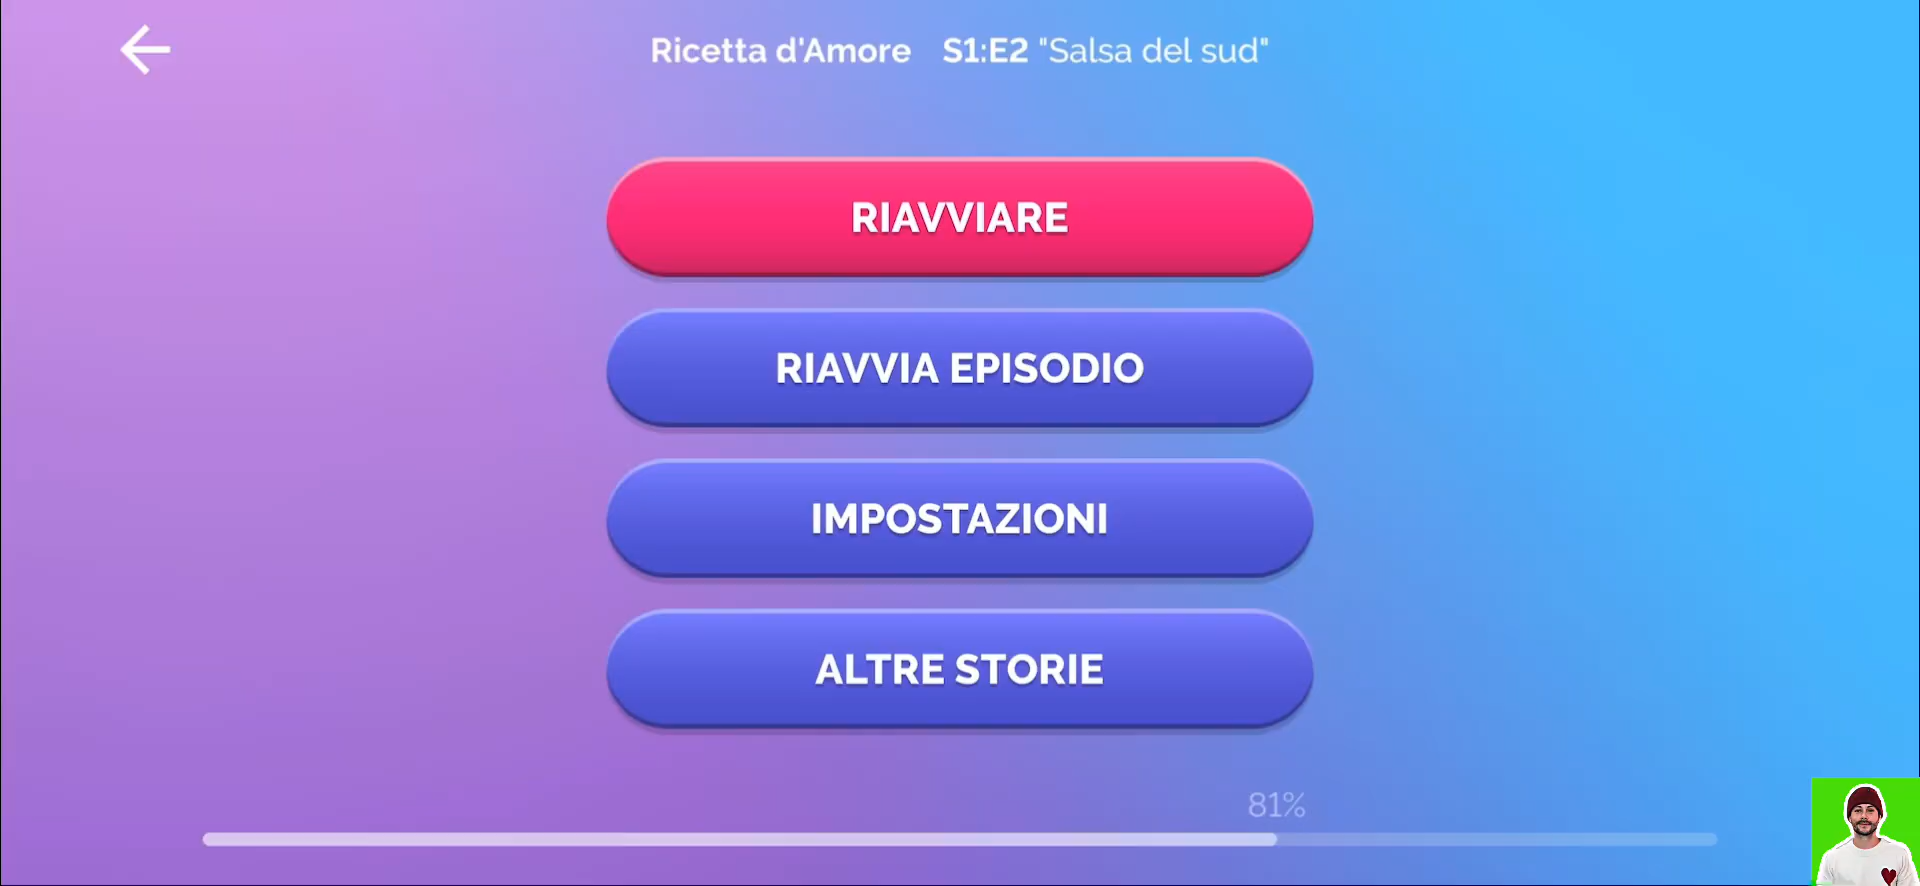 Ricetta d'Amore S1:E2 "Salsa del sud"
RIAVVIARE
RIAVVIA EPISODIO
IMPOSTAZIONI
ALTRE STORIE
81%